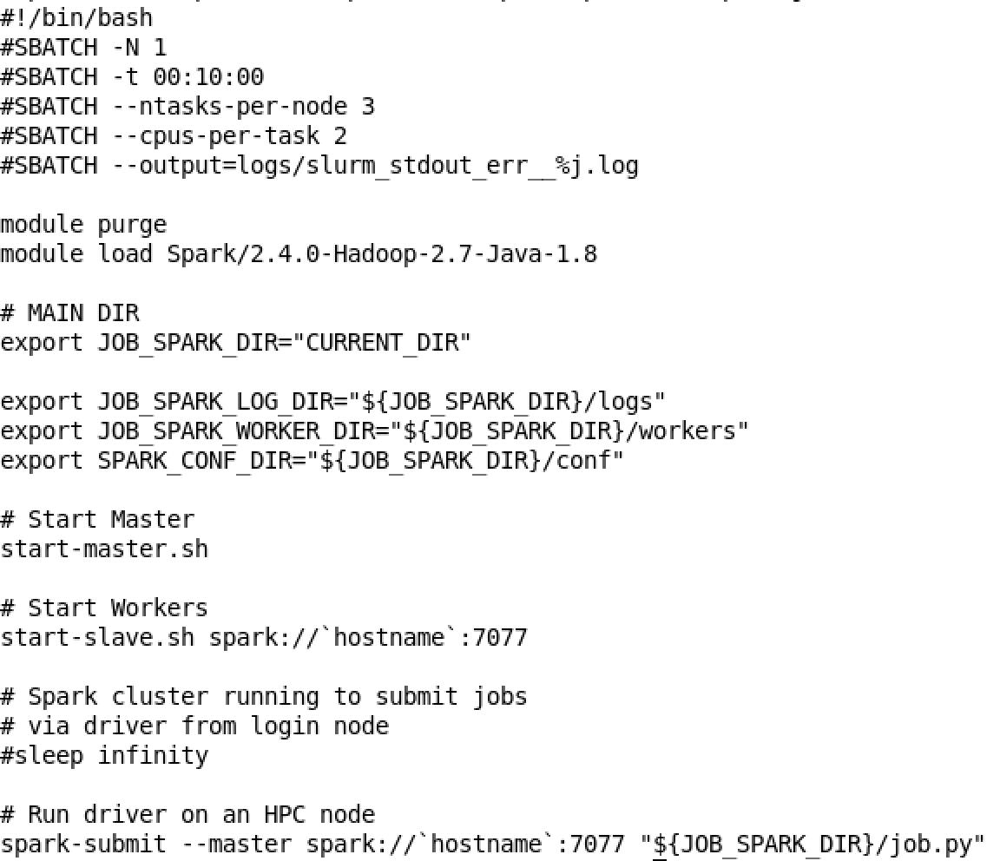 #!/bin/bash
#SBATCH -N 1
#SBATCH -t 00:10:00
#SBATCH --ntasks-per-node 3
#SBATCH --cpus-per-task 2
#SBATCH --output=logs/slurm_stdout_err__%j.log

module purge
module load Spark/2.4.0-Hadoop-2.7-Java-1.8

# MAIN DIR
export JOB_SPARK_DIR="CURRENT_DIR"

export JOB_SPARK_LOG_DIR="${JOB_SPARK_DIR}/logs"
export JOB_SPARK_WORKER_DIR="${JOB_SPARK_DIR}/workers"
export SPARK_CONF_DIR="${JOB_SPARK_DIR}/conf"

# Start Master
start-master.sh

# Start Workers
start-slave.sh spark://`hostname`:7077

# Spark cluster running to submit jobs
# via driver from login node
#sleep infinity

# Run driver on an HPC node
spark-submit --master spark://`hostname`:7077 "${JOB_SPARK_DIR}/job.py"